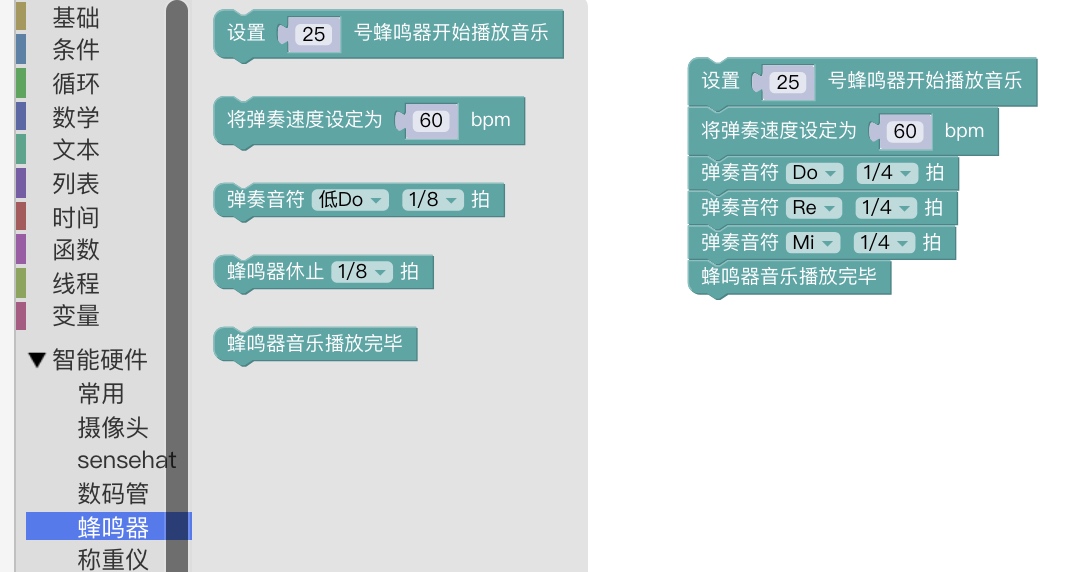 基础
条件
循环
数学
文本
列表
时间
函数
线程
变量
▼ 智能硬件
常用
摄像头
sensehat
数码管
蜂鸣器
称重仪
设置 25 号蜂鸣器开始播放音乐
将弹奏速度设定为 60 bpm
弹奏音符 低Do 1/8 拍
蜂鸣器休止 1/8 拍
蜂鸣器音乐播放完毕
设置 25 号蜂鸣器开始播放音乐
将弹奏速度设定为 60 bpm
弹奏音符 Do 1/4 拍
弹奏音符 Re 1/4 拍
弹奏音符 Mi 1/4 拍
蜂鸣器音乐播放完毕